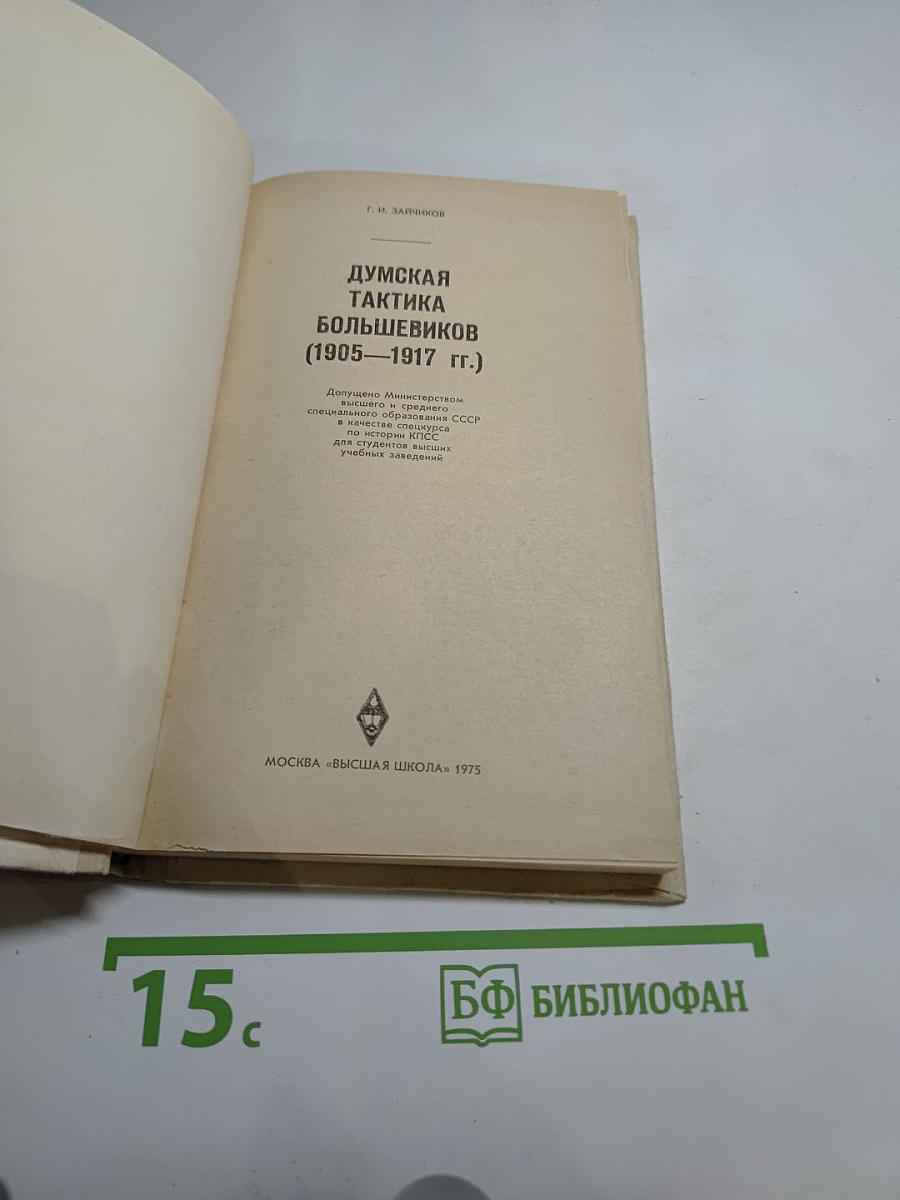 Г. И. ЗАЙЧИКОВ
ДУМСКАЯ
ТАКТИКА
БОЛЬШЕВИКОВ
(1905—1917 гг.)
Допущено Министерством
высшего и среднего
специального образования СССР
в качестве спецкурса
по истории КПСС
для студентов высших
учебных заведений
МОСКВА «ВЫСШАЯ ШКОЛА» 1975
15 с
БФ БИБЛИОФАН